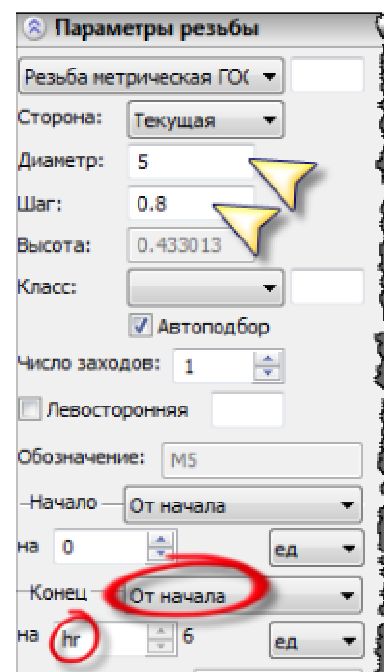 Параметры резьбы
Резьба метрическая ГОС
Сторона: Текущая
Диаметр: 5
Шаг: 0.8
Высота: 0.433013
Класс:
Автоподбор
Число заходов: 1
Левосторонняя
Обозначение: M5
Начало От начала
на 0 ед
Конец От начала
на hr 6 ед